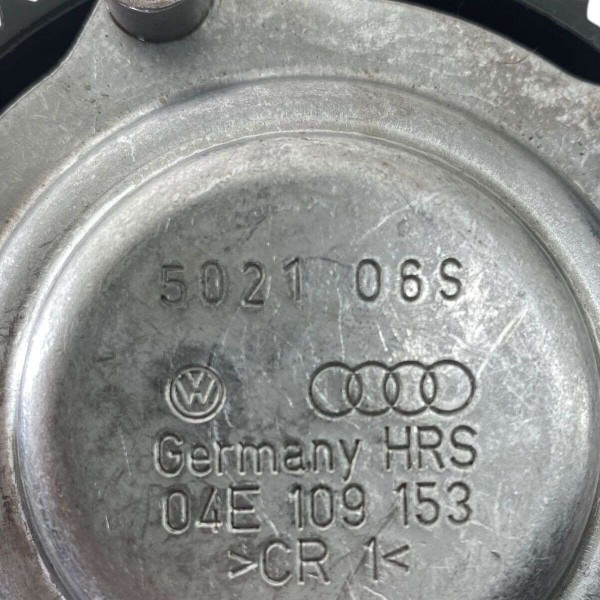 5021 06S
VW
Germany HRS
04E 109 153
>CR 1<